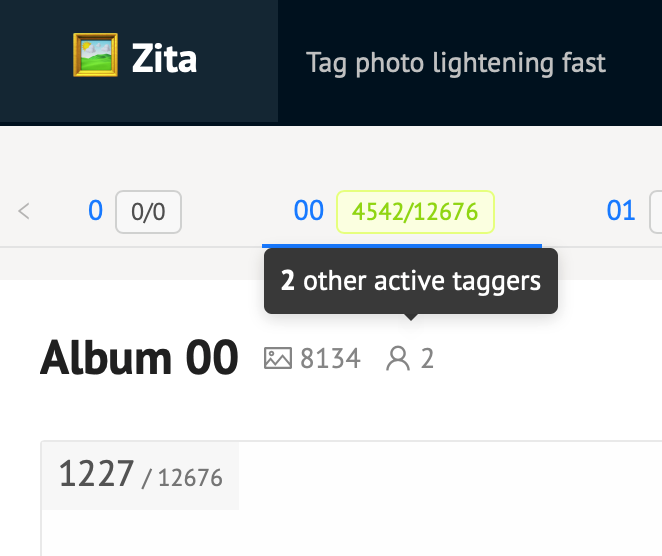 Zita
Tag photo lightening fast
0 0/0 00 4542/12676 01
2 other active taggers
Album 00 8134 2
1227 / 12676